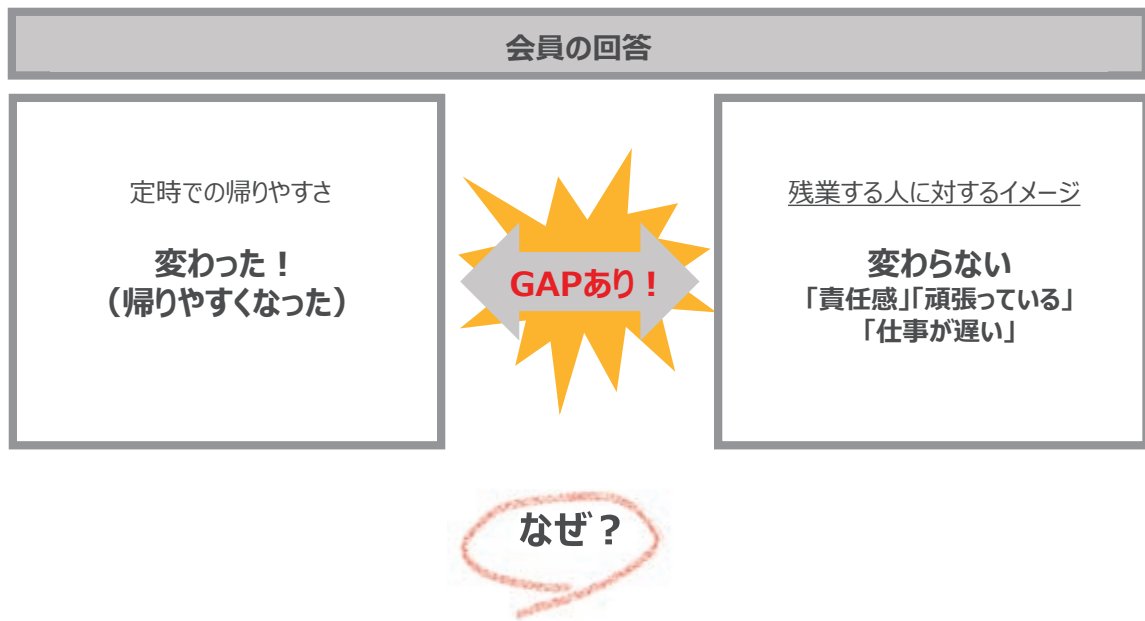 会員の回答
定時での帰りやすさ
変わった！
（帰りやすくなった）
GAPあり！
残業する人に対するイメージ
変わらない
「責任感」「頑張っている」
「仕事が遅い」
なぜ？